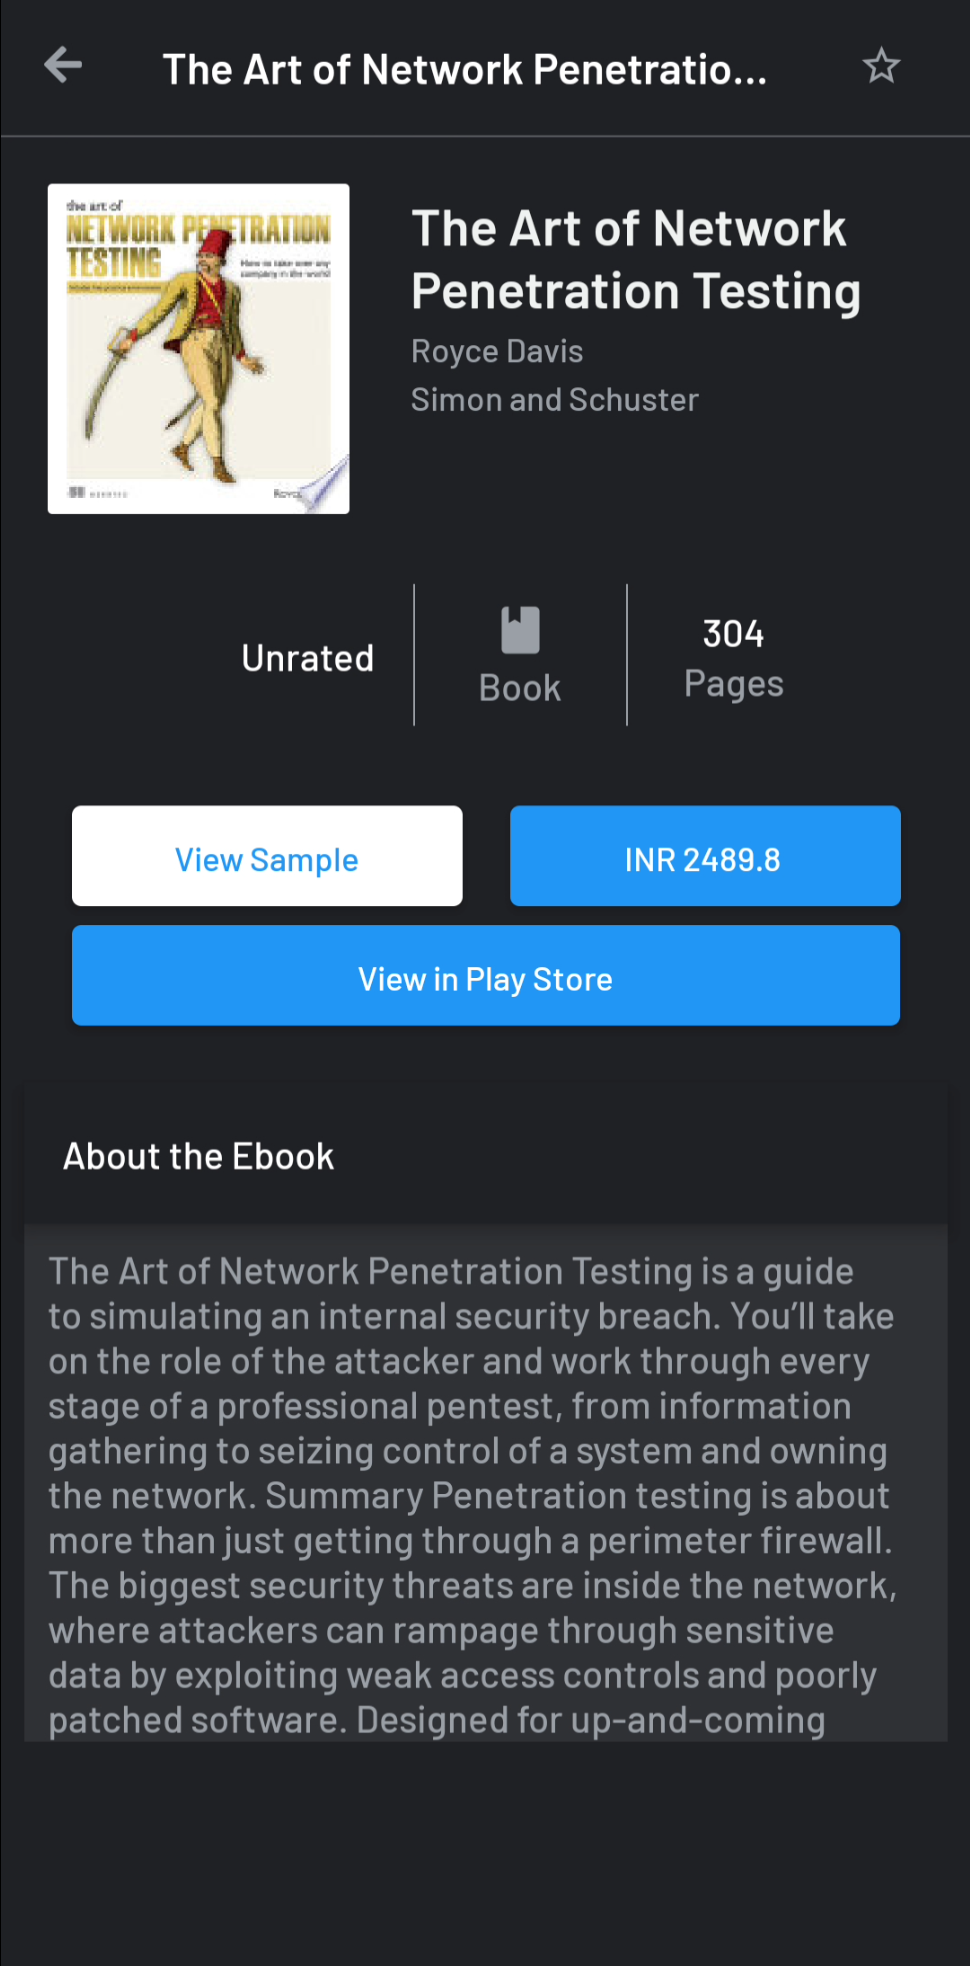 The Art of Network Penetratio...
the art of
NETWORK PENETRATION
TESTING
How to take over any
company in the world
The Art of Network
Penetration Testing
Royce Davis
Simon and Schuster
Unrated
Book
304
Pages
View Sample
INR 2489.8
View in Play Store
About the Ebook
The Art of Network Penetration Testing is a guide
to simulating an internal security breach. You’ll take
on the role of the attacker and work through every
stage of a professional pentest, from information
gathering to seizing control of a system and owning
the network. Summary Penetration testing is about
more than just getting through a perimeter firewall.
The biggest security threats are inside the network,
where attackers can rampage through sensitive
data by exploiting weak access controls and poorly
patched software. Designed for up-and-coming